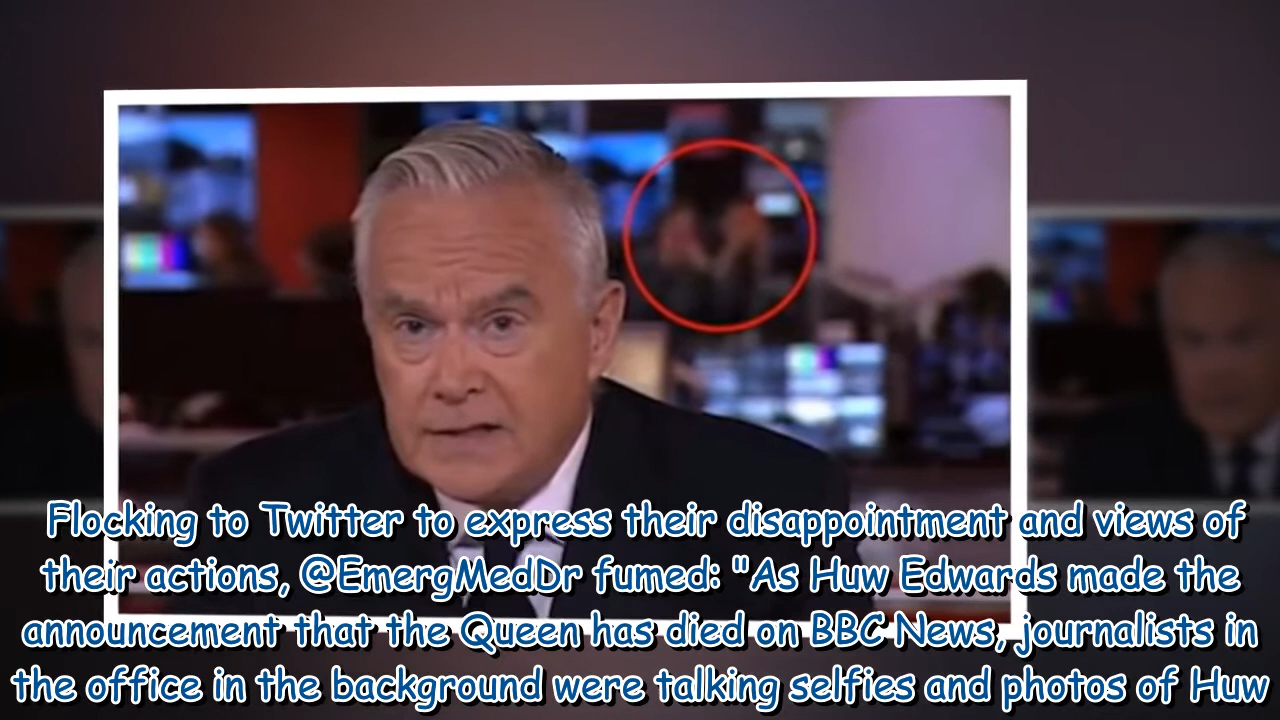 Flocking to Twitter to express their disappointment and views of
their actions, @EmergMedDr fumed: "As Huw Edwards made the
announcement that the Queen has died on BBC News, journalists in
the office in the background were talking selfies and photos of Huw